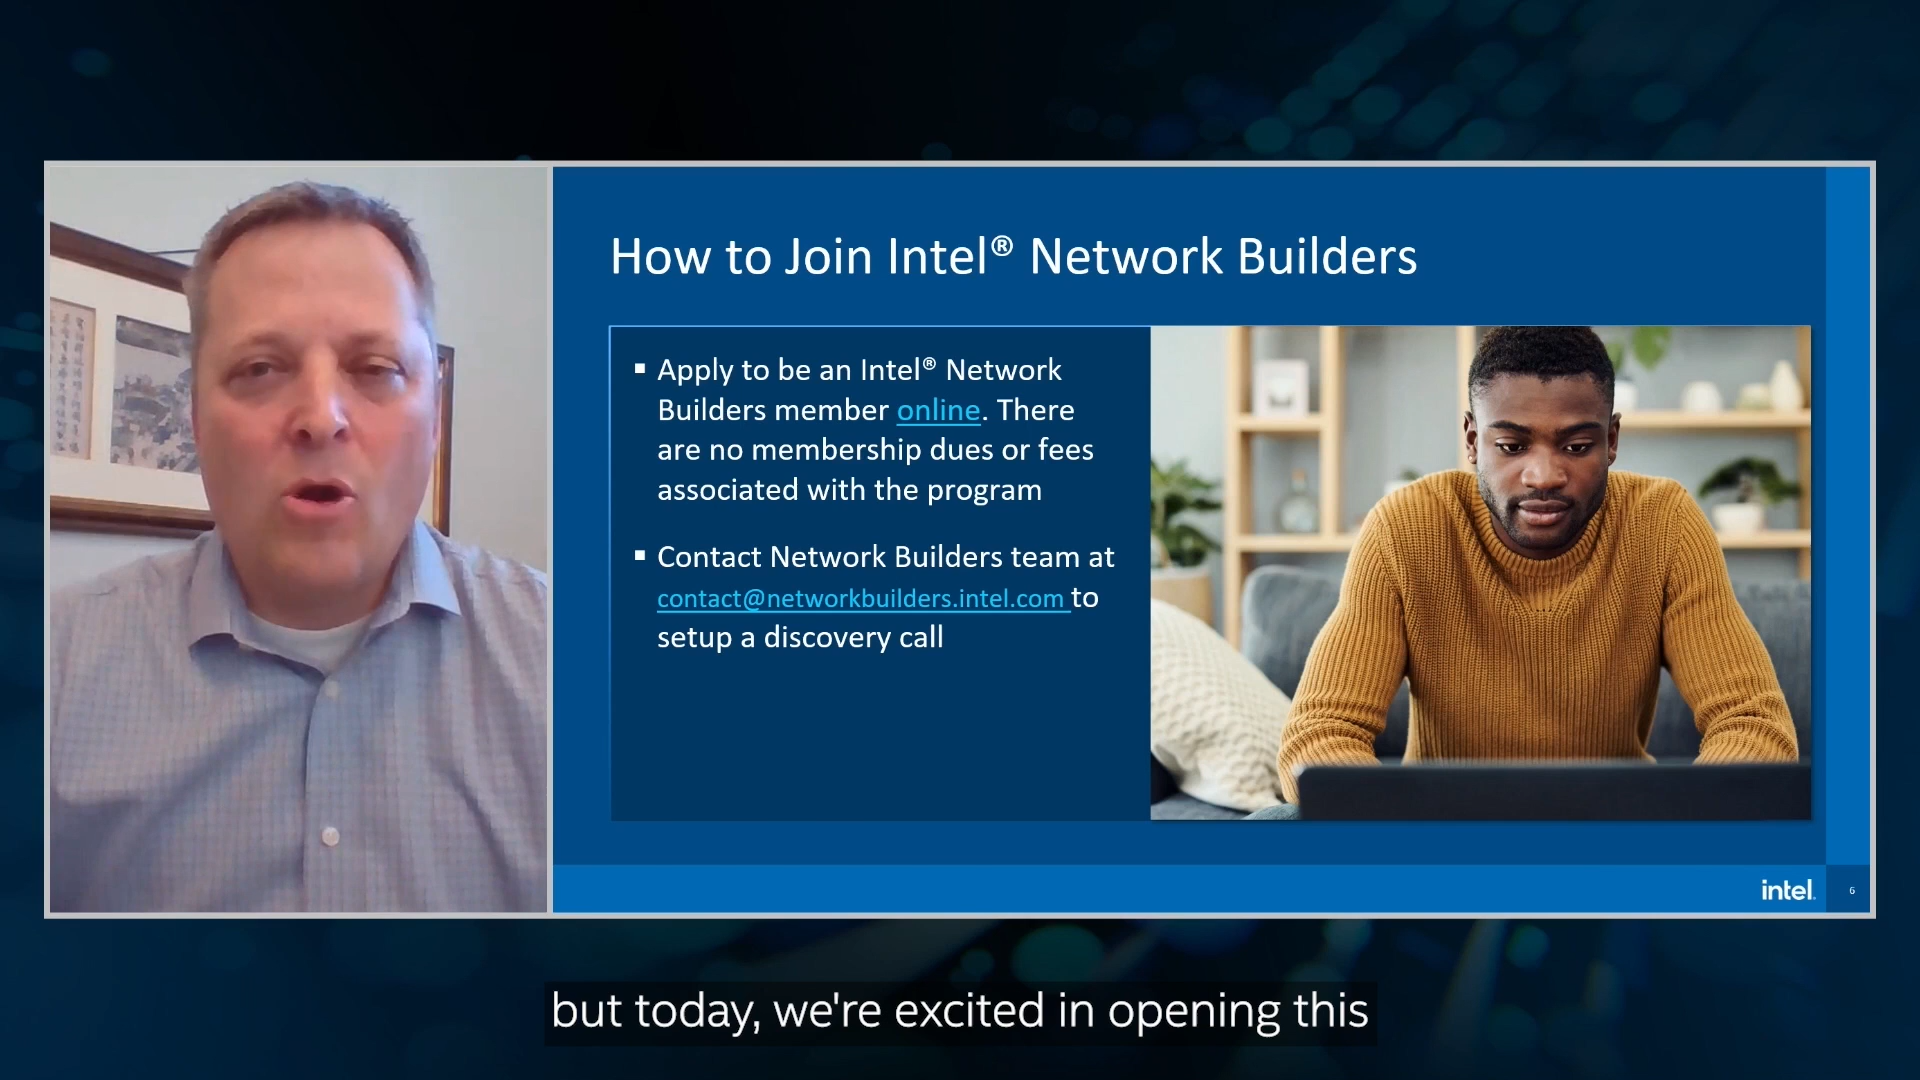 How to Join Intel® Network Builders
▪ Apply to be an Intel® Network
Builders member online. There
are no membership dues or fees
associated with the program
▪ Contact Network Builders team at
contact@networkbuilders.intel.com to
setup a discovery call
intel.
6
but today, we're excited in opening this